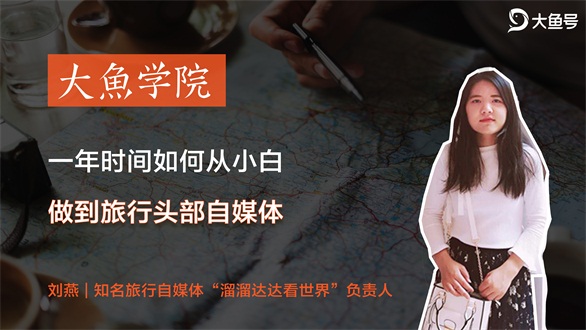 大鱼号
大魚学院
一年时间如何从小白
做到旅行头部自媒体
刘燕 | 知名旅行自媒体“溜溜达达看世界”负责人